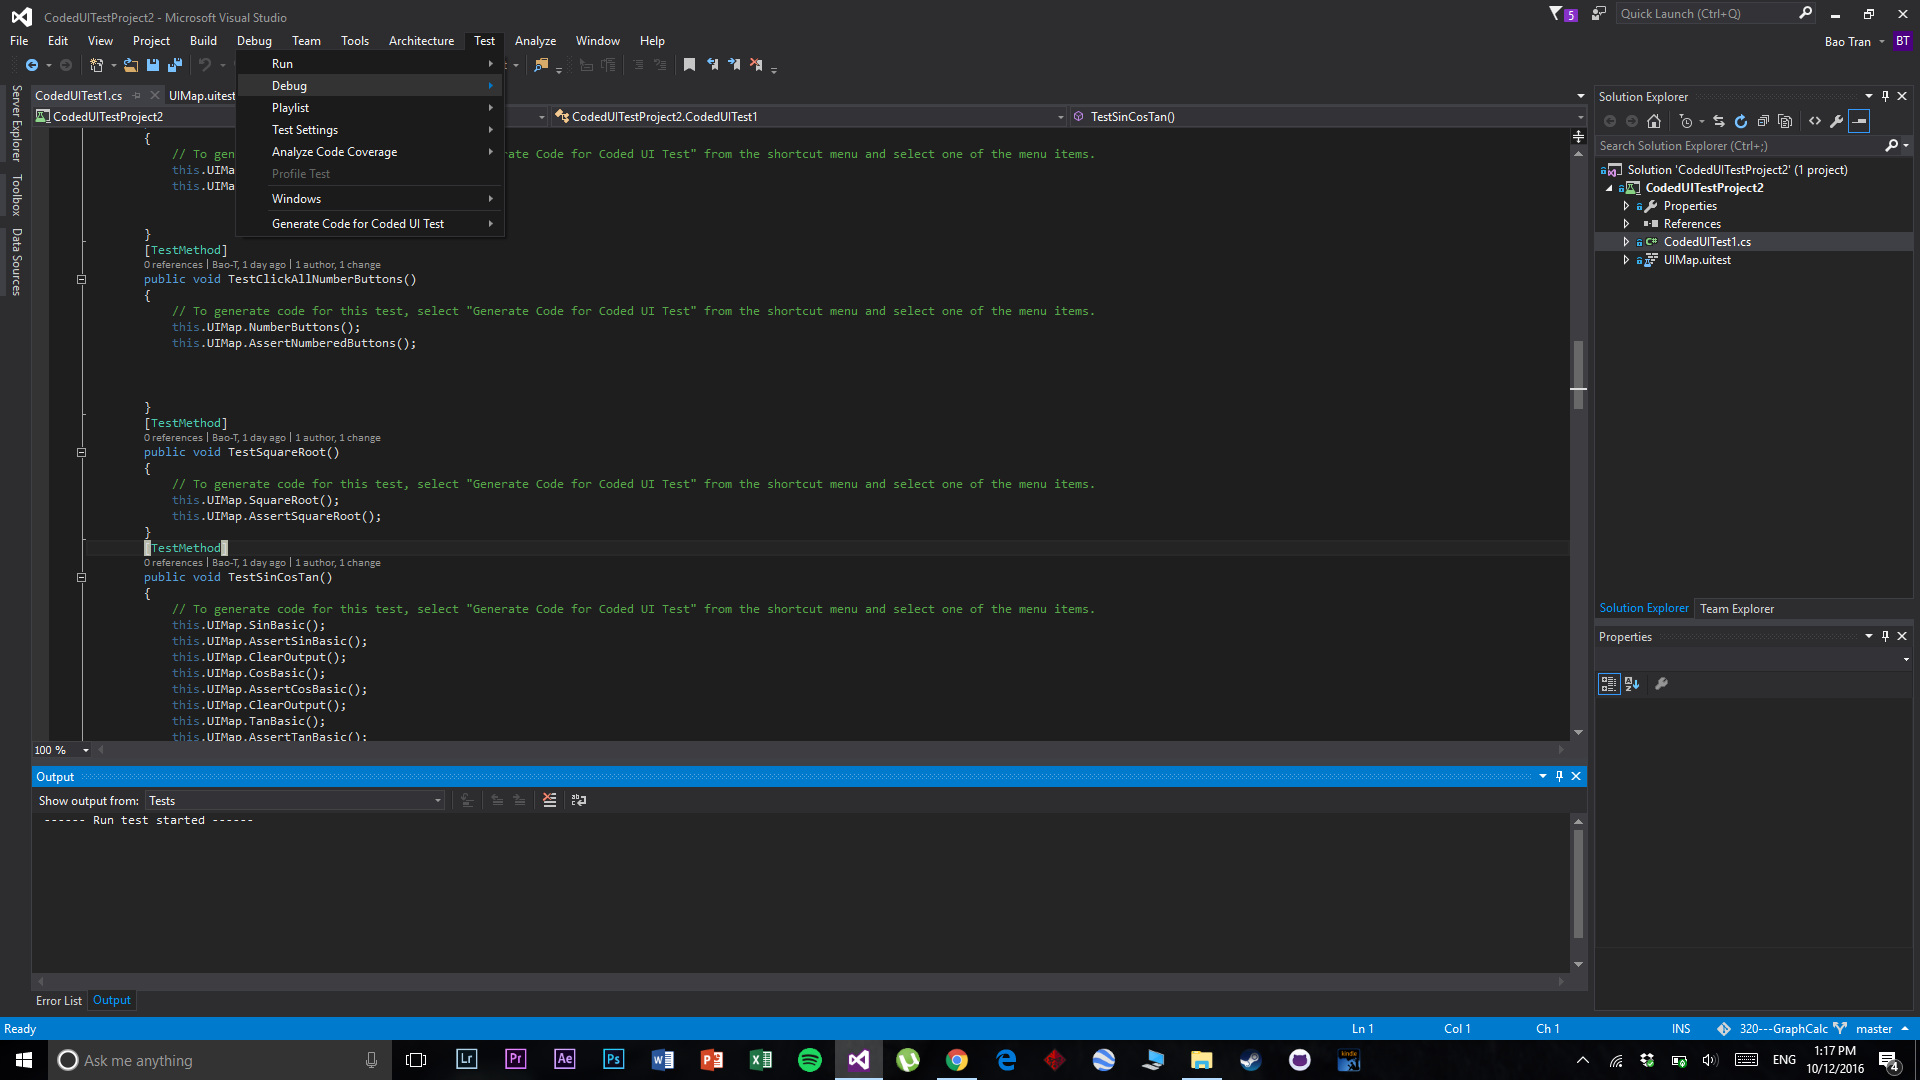 CodedUITestProject2 - Microsoft Visual Studio
5
Quick Launch (Ctrl+Q)
File Edit View Project Build Debug Team Tools Architecture Test Analyze Window Help
Bao Tran BT
Run
Debug
Playlist
Test Settings
Analyze Code Coverage
Profile Test
Windows
Generate Code for Coded UI Test
Server Explorer
Toolbox
Data Sources
CodedUITest1.cs UIMap.uitest
CodedUITestProject2 CodedUITestProject2.CodedUITest1 TestSinCosTan()
{
// To gen rate Code for Coded UI Test" from the shortcut menu and select one of the menu items.
this.UIMa
this.UIMa
}
[TestMethod]
0 references | Bao-T, 1 day ago | 1 author, 1 change
public void TestClickAllNumberButtons()
{
// To generate code for this test, select "Generate Code for Coded UI Test" from the shortcut menu and select one of the menu items.
this.UIMap.NumberButtons();
this.UIMap.AssertNumberedButtons();
}
[TestMethod]
0 references | Bao-T, 1 day ago | 1 author, 1 change
public void TestSquareRoot()
{
// To generate code for this test, select "Generate Code for Coded UI Test" from the shortcut menu and select one of the menu items.
this.UIMap.SquareRoot();
this.UIMap.AssertSquareRoot();
}
[TestMethod]
0 references | Bao-T, 1 day ago | 1 author, 1 change
public void TestSinCosTan()
{
// To generate code for this test, select "Generate Code for Coded UI Test" from the shortcut menu and select one of the menu items.
this.UIMap.SinBasic();
this.UIMap.AssertSinBasic();
this.UIMap.ClearOutput();
this.UIMap.CosBasic();
this.UIMap.AssertCosBasic();
this.UIMap.ClearOutput();
this.UIMap.TanBasic();
this.UIMap.AssertTanBasic();
100 %
Output
Show output from: Tests
------ Run test started ------
Error List Output
Solution Explorer
Search Solution Explorer (Ctrl+;)
Solution 'CodedUITestProject2' (1 project)
CodedUITestProject2
Properties
References
C# CodedUITest1.cs
UIMap.uitest
Solution Explorer Team Explorer
Properties
Ready Ln 1 Col 1 Ch 1 INS 320---GraphCalc master
Ask me anything
Lr Pr Ae Ps
kindle
ENG
1:17 PM
10/12/2016
4